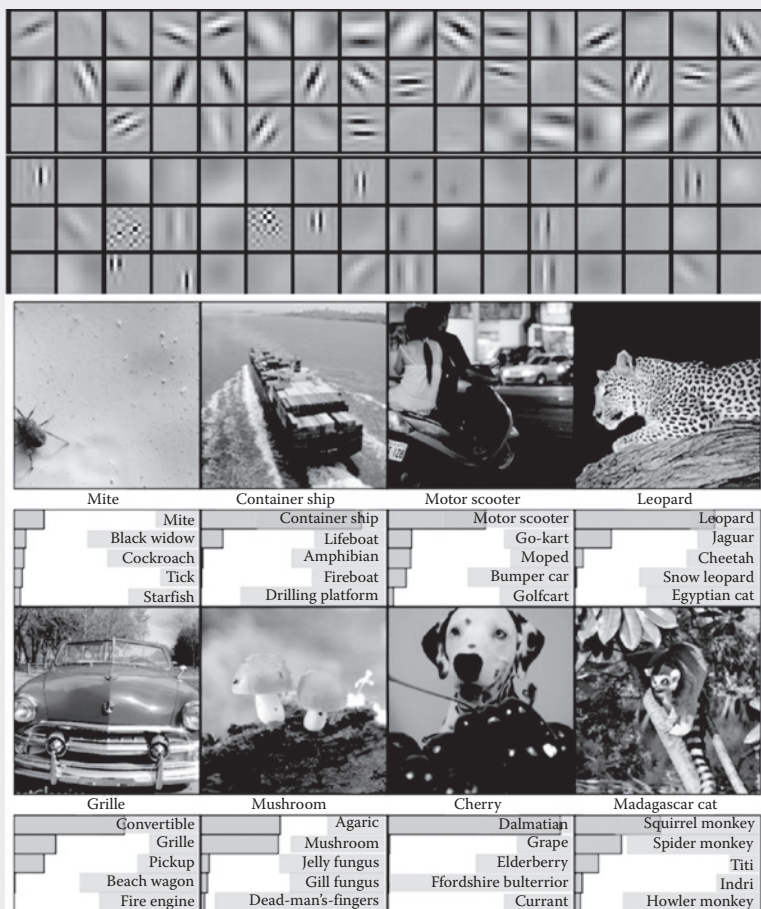 Mite
Container ship
Motor scooter
Leopard
Mite
Black widow
Cockroach
Tick
Starfish
Container ship
Lifeboat
Amphibian
Fireboat
Drilling platform
Motor scooter
Go-kart
Moped
Bumper car
Golfcart
Leopard
Jaguar
Cheetah
Snow leopard
Egyptian cat
Grille
Mushroom
Cherry
Madagascar cat
Convertible
Grille
Pickup
Beach wagon
Fire engine
Agaric
Mushroom
Jelly fungus
Gill fungus
Dead-man's-fingers
Dalmatian
Grape
Elderberry
Ffordshire bulterrior
Currant
Squirrel monkey
Spider monkey
Titi
Indri
Howler monkey